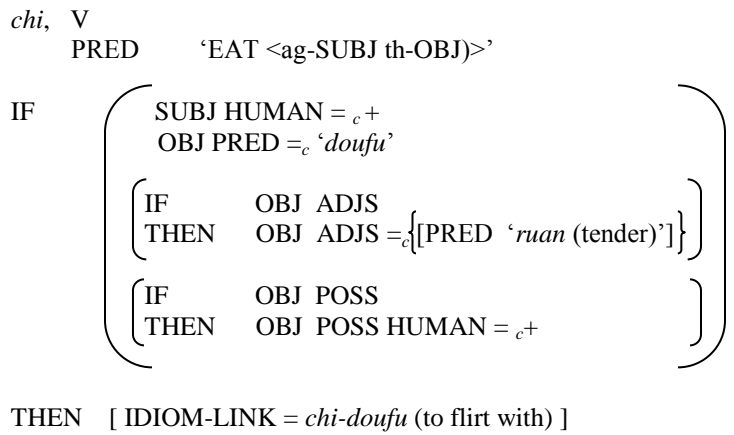 chi, V
PRED ‘EAT <ag-SUBJ th-OBJ)>’
IF SUBJ HUMAN = c +
OBJ PRED =c ‘doufu’
IF OBJ ADJS
THEN OBJ ADJS =c{[PRED ‘ruan (tender)’]}
IF OBJ POSS
THEN OBJ POSS HUMAN = c+
THEN [ IDIOM-LINK = chi-doufu (to flirt with) ]